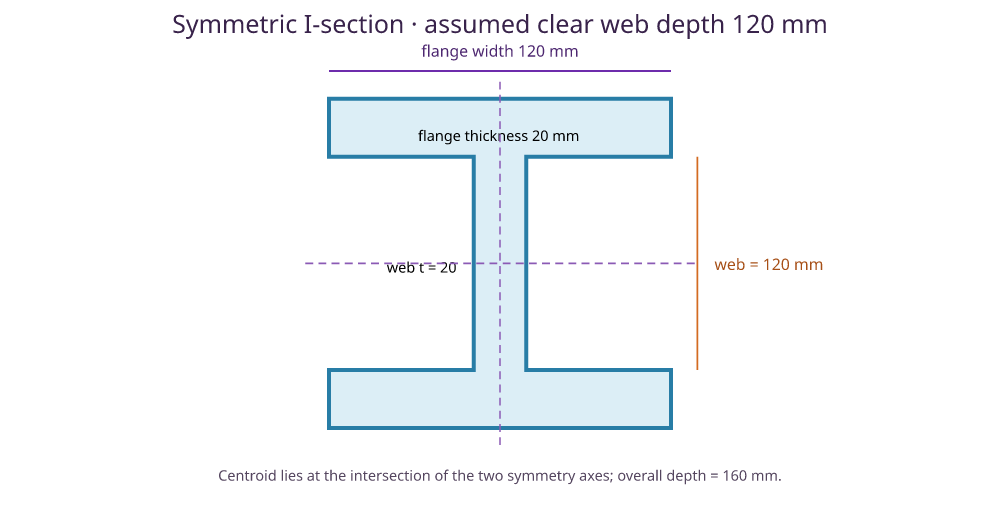 Symmetric I-section · assumed clear web depth 120 mm
flange width 120 mm
flange thickness 20 mm
web t = 20
web = 120 mm
Centroid lies at the intersection of the two symmetry axes; overall depth = 160 mm.